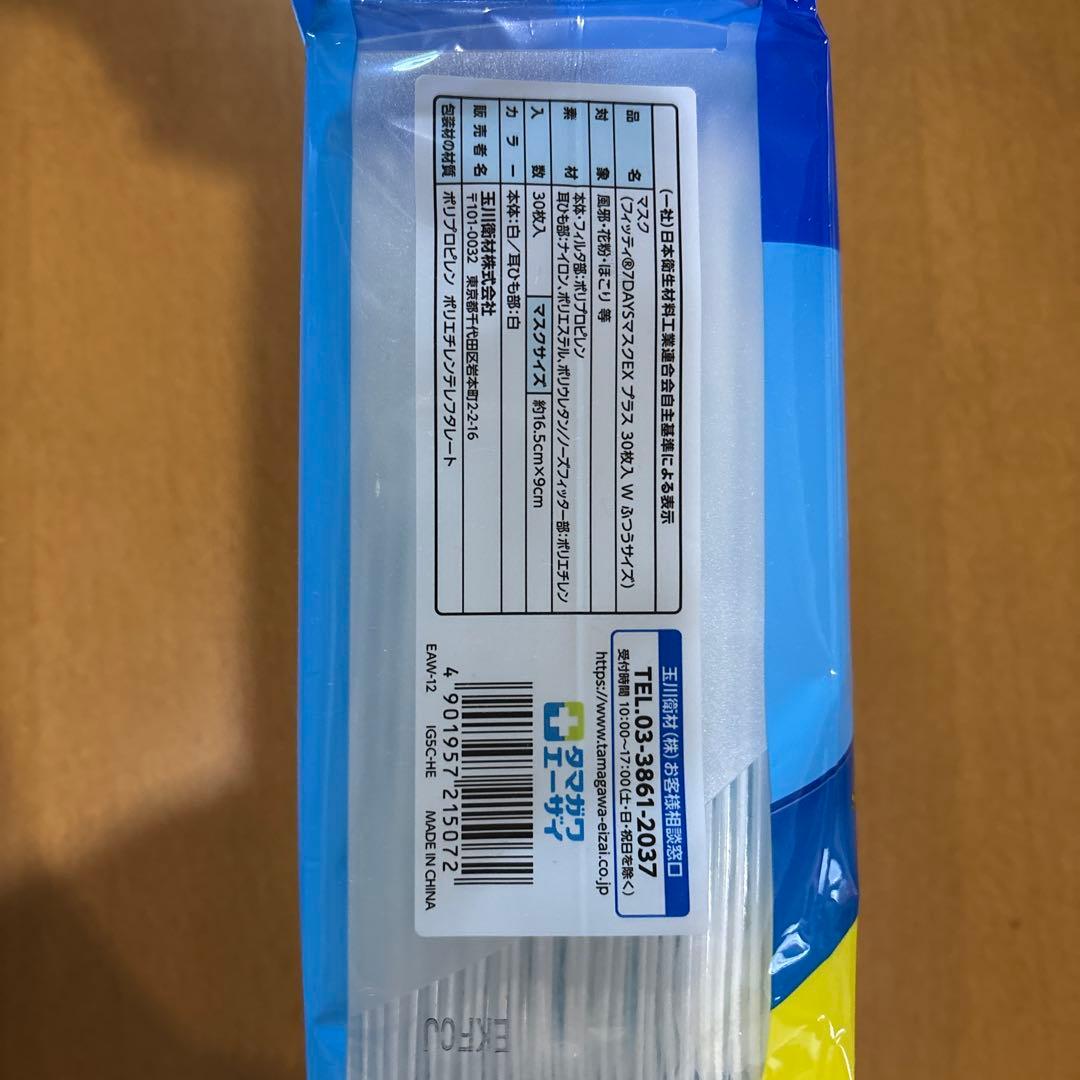 (一社)日本衛生材料工業連合会自主基準による表示
品名 マスク
(フィッティ®7DAYSマスクEX プラス 30枚入 W ふつうサイズ)
対象 風邪・花粉・ほこり 等
素材 本体・フィルタ部:ポリプロピレン
耳ひも部:ナイロン、ポリエステル、ポリウレタン/ノーズフィッター部:ポリエチレン
入数 30枚入 マスクサイズ 約16.5cm×9cm
カラー 本体:白/耳ひも部:白
販売者名 玉川衛材株式会社
〒101-0032 東京都千代田区岩本町2-2-16
包装材の材質 ポリプロピレン ポリエチレンテレフタレート
玉川衛材(株)お客様相談窓口
TEL.03-3861-2037
受付時間 10:00〜17:00(土・日・祝日を除く)
https://www.tamagawa-eizai.co.jp
タマガワ
エーザイ
4 901957 215072
EAW-12 IG5C-HE MADE IN CHINA